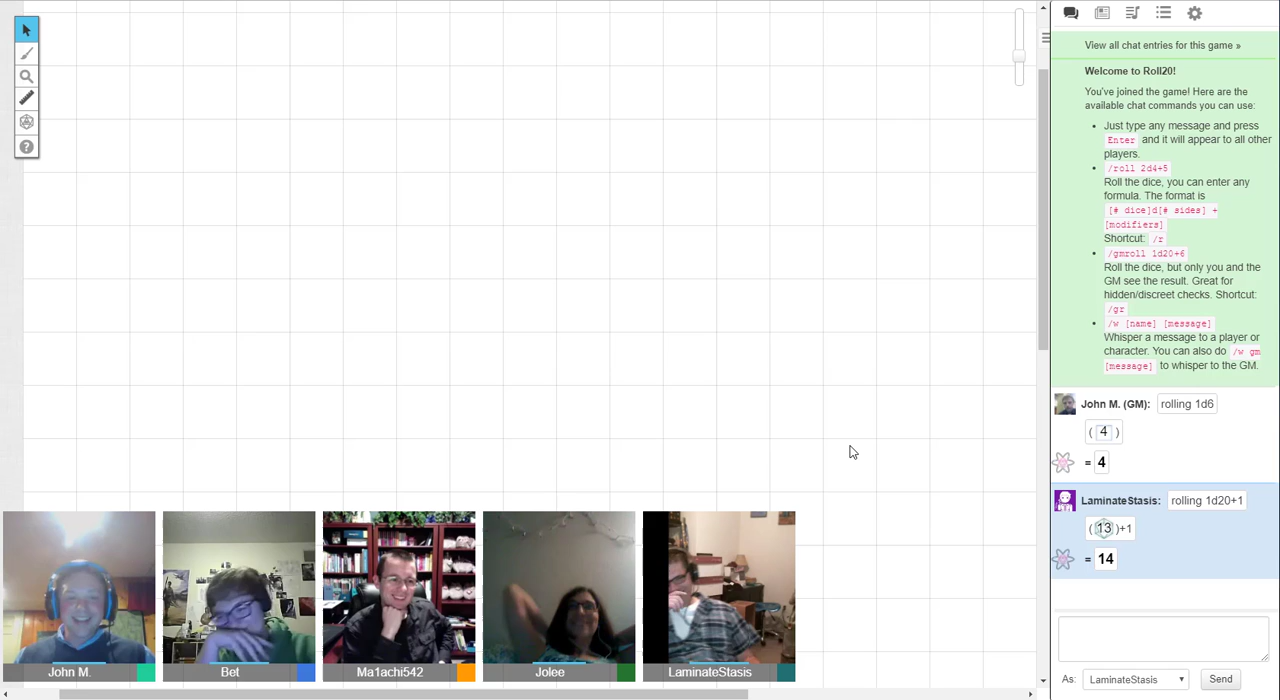 View all chat entries for this game »
Welcome to Roll20!
You've joined the game! Here are the
available chat commands you can use:
Just type any message and press
Enter and it will appear to all other
players.
/roll 2d4+5
Roll the dice, you can enter any
formula. The format is
[# dice]d[# sides] +
[modifiers]
Shortcut: /r
/gmroll 1d20+6
Roll the dice, but only you and the
GM see the result. Great for
hidden/discreet checks. Shortcut:
/gr
/w [name] [message]
Whisper a message to a player or
character. You can also do /w gm
[message] to whisper to the GM.
John M. (GM): rolling 1d6
( 4 )
= 4
LaminateStasis: rolling 1d20+1
( 13 )+1
= 14
As: LaminateStasis Send
John M.
Bet
Ma1achi542
Jolee
LaminateStasis